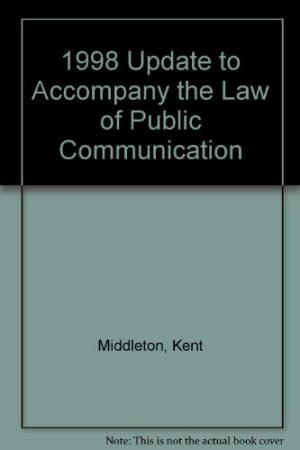 1998 Update to
Accompany the Law
of Public
Communication
Middleton, Kent
Note: This is not the actual book cover